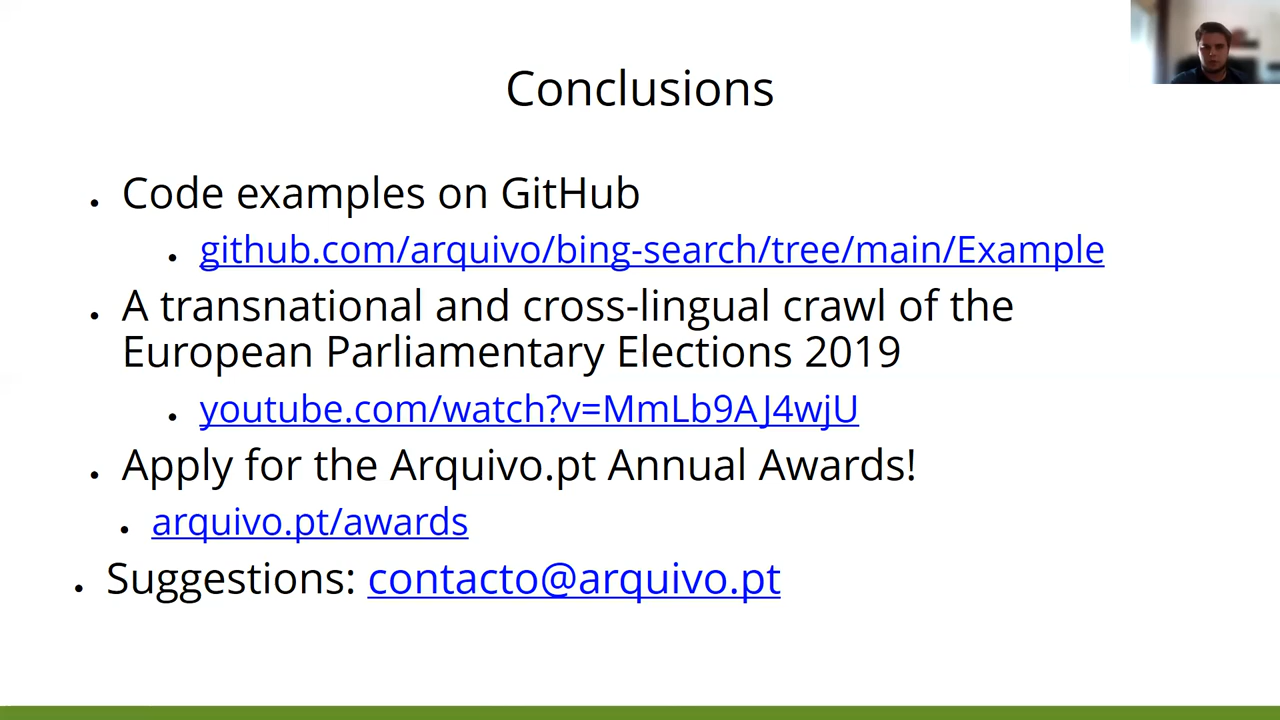 Conclusions
Code examples on GitHub
github.com/arquivo/bing-search/tree/main/Example
A transnational and cross-lingual crawl of the
European Parliamentary Elections 2019
youtube.com/watch?v=MmLb9AJ4wjU
Apply for the Arquivo.pt Annual Awards!
arquivo.pt/awards
Suggestions: contacto@arquivo.pt